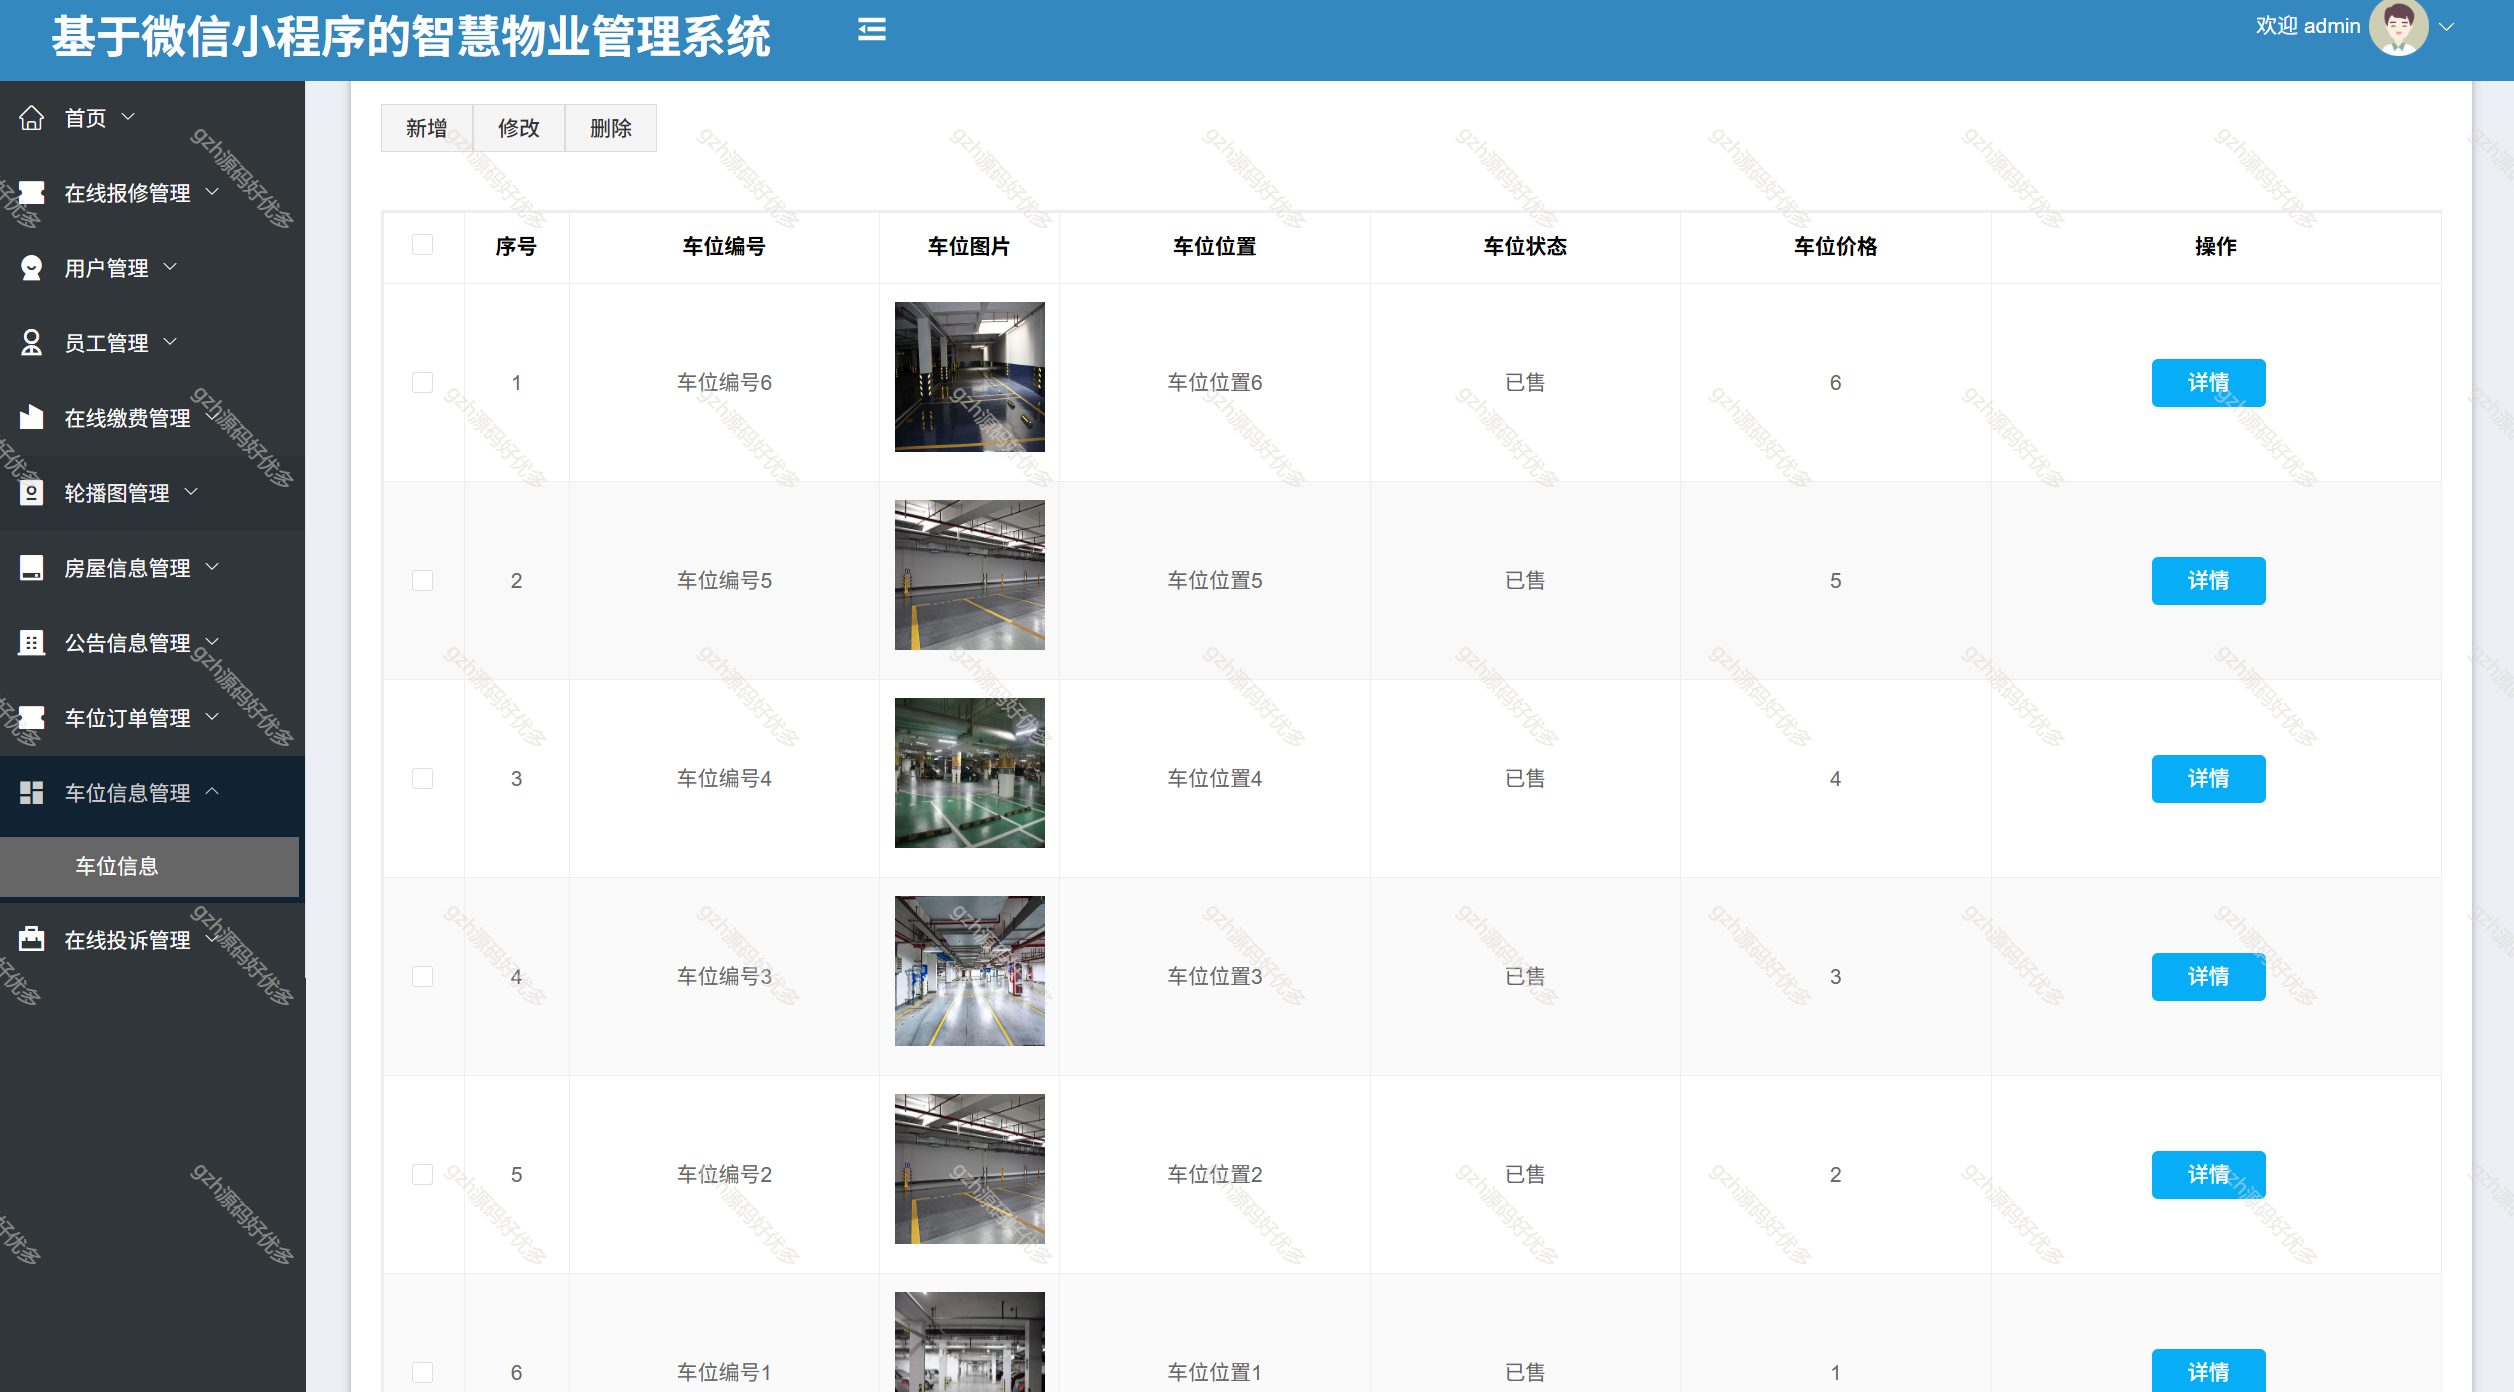 基于微信小程序的智慧物业管理系统
欢迎 admin
首页
在线报修管理
用户管理
员工管理
在线缴费管理
轮播图管理
房屋信息管理
公告信息管理
车位订单管理
车位信息管理
车位信息
在线投诉管理
新增 修改 删除
序号 车位编号 车位图片 车位位置 车位状态 车位价格 操作
1 车位编号6 车位位置6 已售 6 详情
2 车位编号5 车位位置5 已售 5 详情
3 车位编号4 车位位置4 已售 4 详情
4 车位编号3 车位位置3 已售 3 详情
5 车位编号2 车位位置2 已售 2 详情
6 车位编号1 车位位置1 已售 1 详情
gzh源码好优多